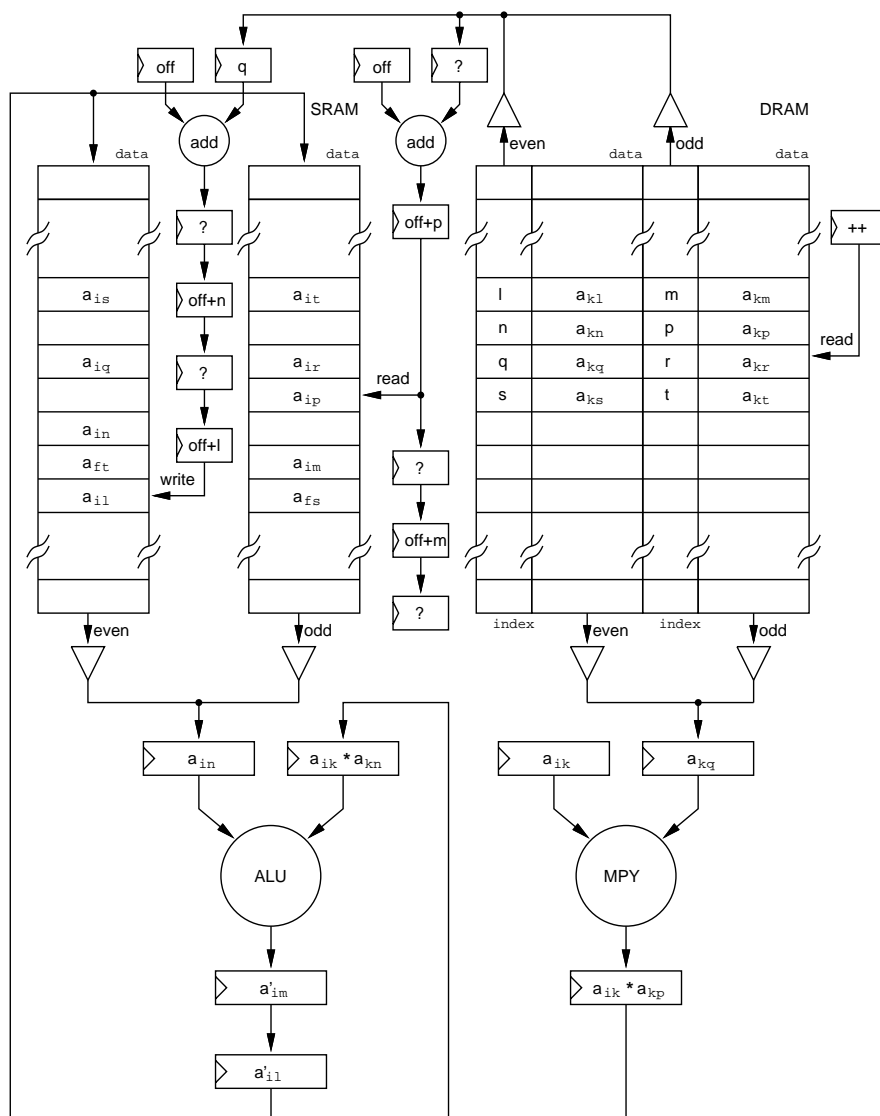 off q off ?
SRAM DRAM
add add
even odd
data data data data
? off+p ++
a_is off+n a_it l a_kl m a_km
n a_kn p a_kp
read
a_iq ? a_ir q a_kq r a_kr
read
a_ip s a_ks t a_kt
a_in off+l
a_ft a_im ?
write
a_il a_fs
off+m
?
index index
even odd even odd
a_in a_ik * a_kn a_ik a_kq
ALU MPY
a'_im a_ik * a_kp
a'_il